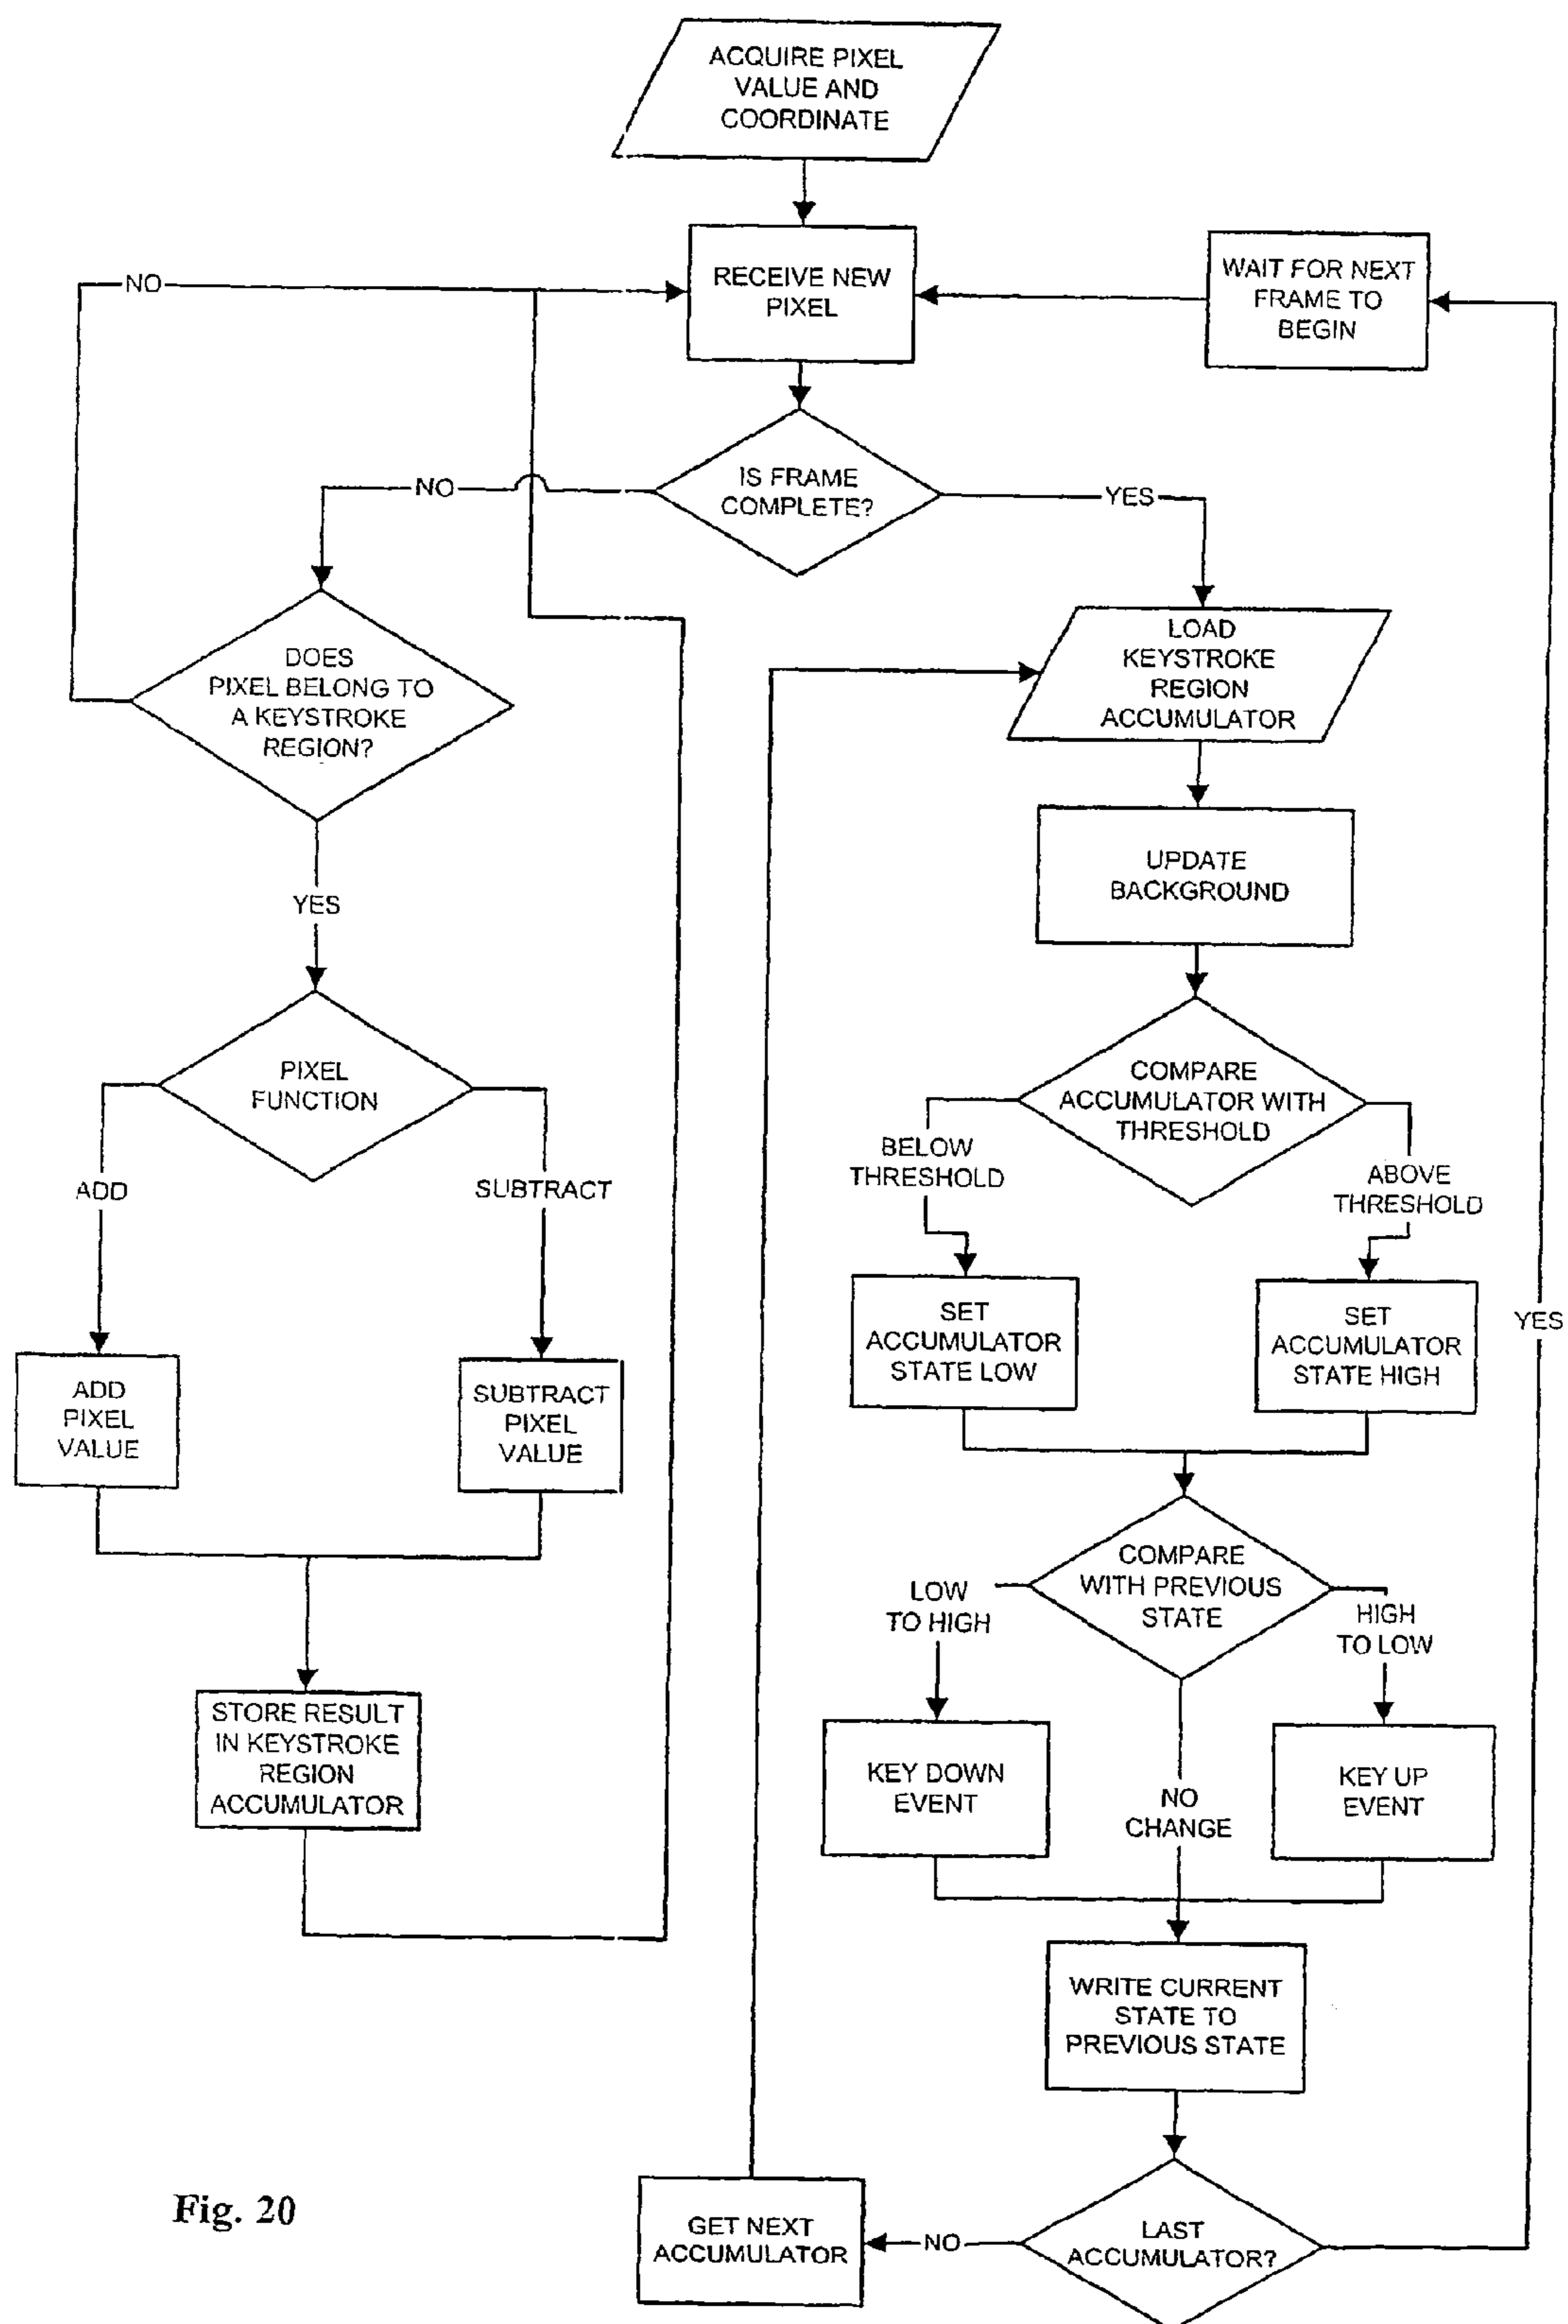 ACQUIRE PIXEL
VALUE AND
COORDINATE
NO
RECEIVE NEW
PIXEL
WAIT FOR NEXT
FRAME TO
BEGIN
NO
IS FRAME
COMPLETE?
YES
DOES
PIXEL BELONG TO
A KEYSTROKE
REGION?
YES
PIXEL
FUNCTION
ADD
SUBTRACT
ADD
PIXEL
VALUE
SUBTRACT
PIXEL
VALUE
STORE RESULT
IN KEYSTROKE
REGION
ACCUMULATOR
LOAD
KEYSTROKE
REGION
ACCUMULATOR
UPDATE
BACKGROUND
COMPARE
ACCUMULATOR WITH
THRESHOLD
BELOW
THRESHOLD
ABOVE
THRESHOLD
SET
ACCUMULATOR
STATE LOW
SET
ACCUMULATOR
STATE HIGH
YES
COMPARE
WITH PREVIOUS
STATE
LOW
TO HIGH
HIGH
TO LOW
KEY DOWN
EVENT
NO
CHANGE
KEY UP
EVENT
WRITE CURRENT
STATE TO
PREVIOUS STATE
LAST
ACCUMULATOR?
NO
GET NEXT
ACCUMULATOR
Fig. 20